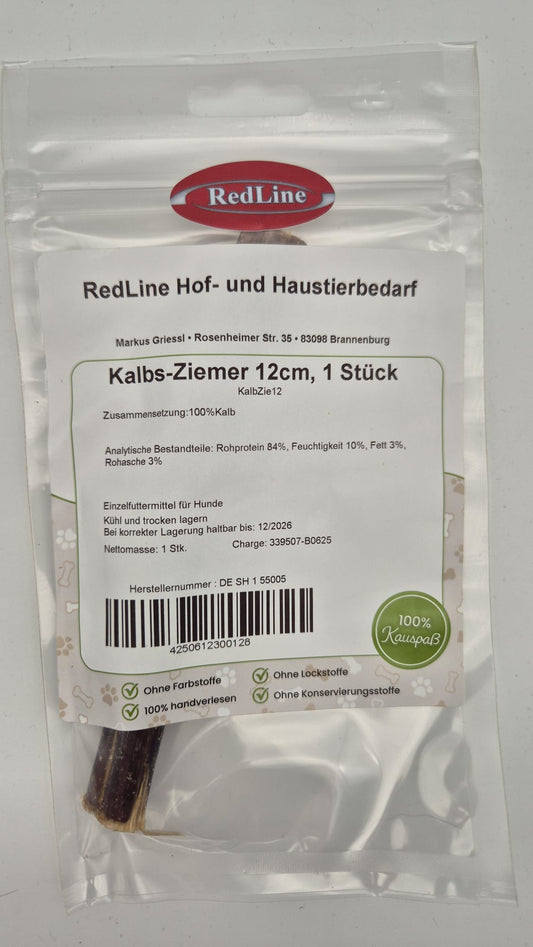 RedLine
RedLine Hof- und Haustierbedarf
Markus Griessl • Rosenheimer Str. 35 • 83098 Brannenburg
Kalbs-Ziemer 12cm, 1 Stück
KalbZie12
Zusammensetzung:100%Kalb
Analytische Bestandteile: Rohprotein 84%, Feuchtigkeit 10%, Fett 3%,
Rohasche 3%
Einzelfuttermittel für Hunde
Kühl und trocken lagern
Bei korrekter Lagerung haltbar bis: 12/2026
Nettomasse: 1 Stk. Charge: 339507-B0625
Herstellernummer : DE SH 1 55005
4250612300128
100%
Kauspaß
Ohne Farbstoffe
Ohne Lockstoffe
100% handverlesen
Ohne Konservierungsstoffe